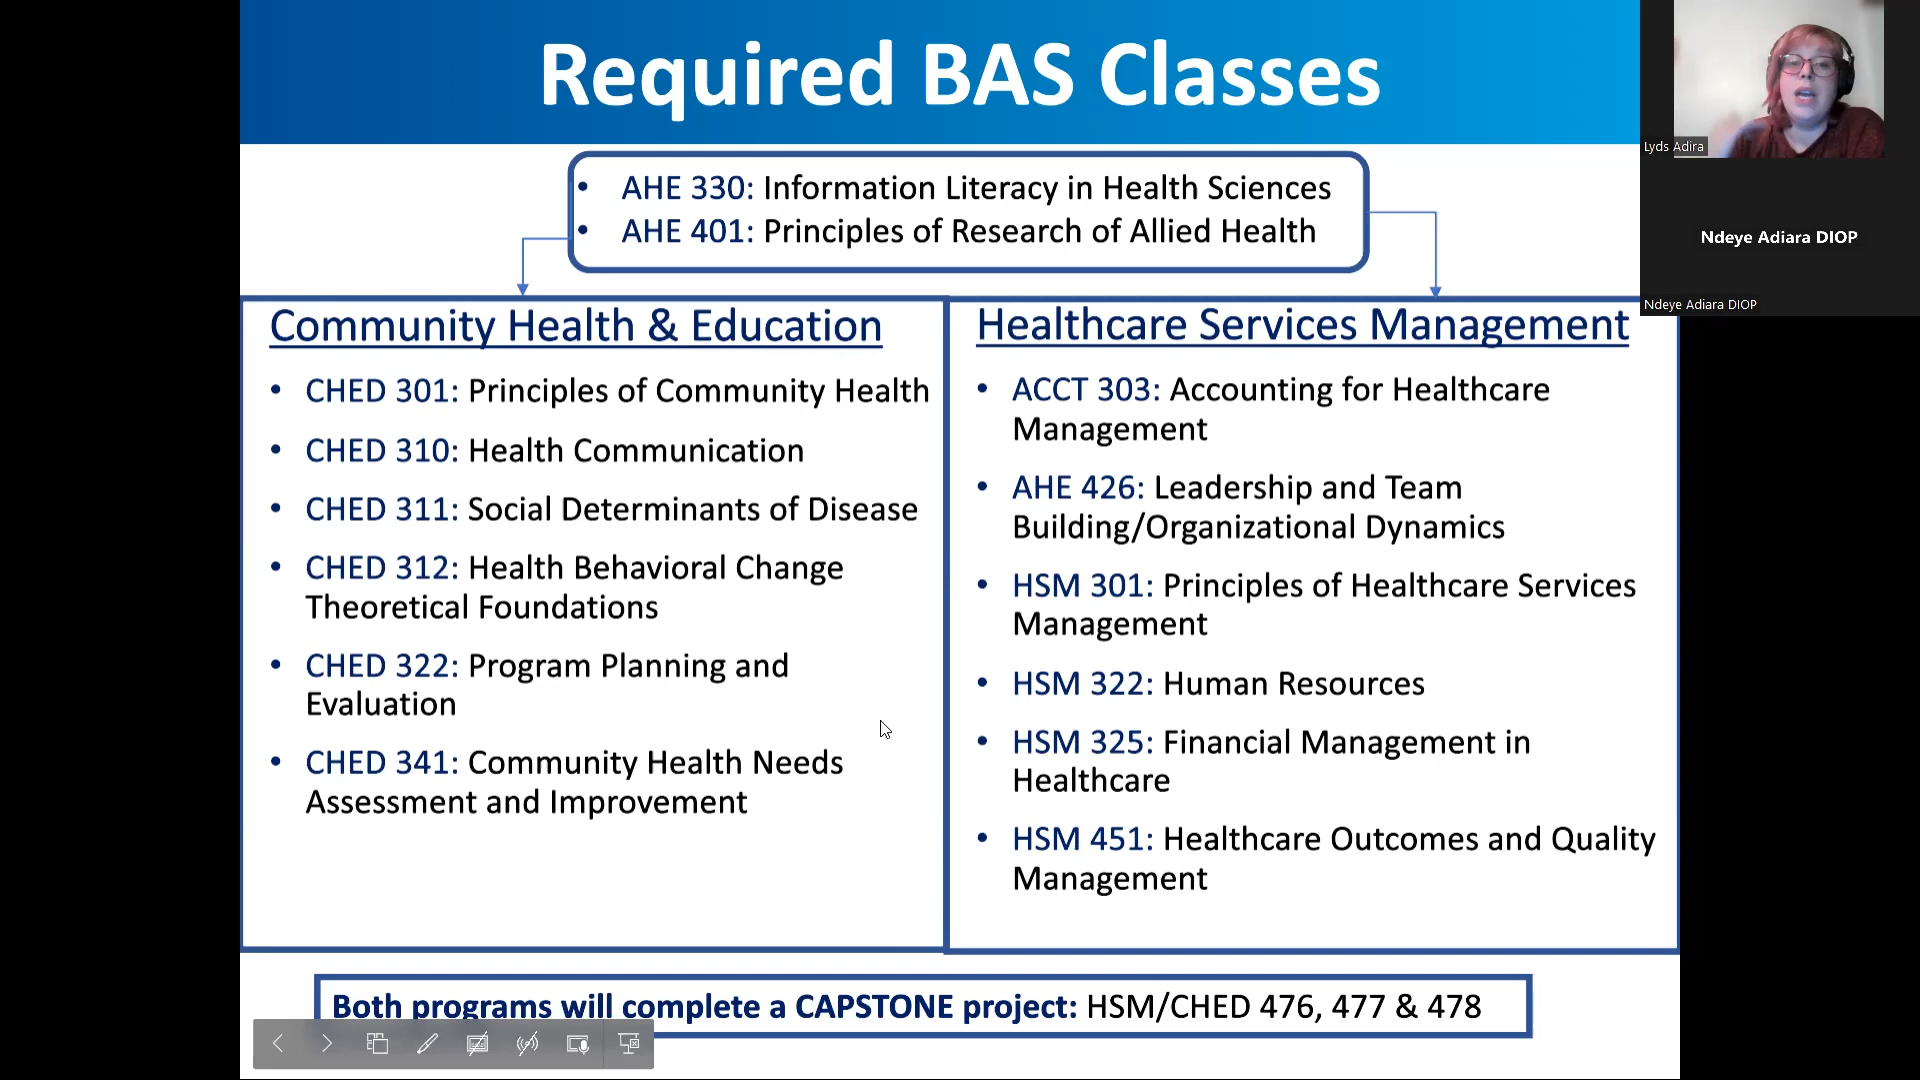 Required BAS Classes
• AHE 330: Information Literacy in Health Sciences
• AHE 401: Principles of Research of Allied Health
Community Health & Education
• CHED 301: Principles of Community Health
• CHED 310: Health Communication
• CHED 311: Social Determinants of Disease
• CHED 312: Health Behavioral Change
Theoretical Foundations
• CHED 322: Program Planning and
Evaluation
• CHED 341: Community Health Needs
Assessment and Improvement
Healthcare Services Management
• ACCT 303: Accounting for Healthcare
Management
• AHE 426: Leadership and Team
Building/Organizational Dynamics
• HSM 301: Principles of Healthcare Services
Management
• HSM 322: Human Resources
• HSM 325: Financial Management in
Healthcare
• HSM 451: Healthcare Outcomes and Quality
Management
Both programs will complete a CAPSTONE project: HSM/CHED 476, 477 & 478
Lyds Adira
Ndeye Adiara DIOP
Ndeye Adiara DIOP